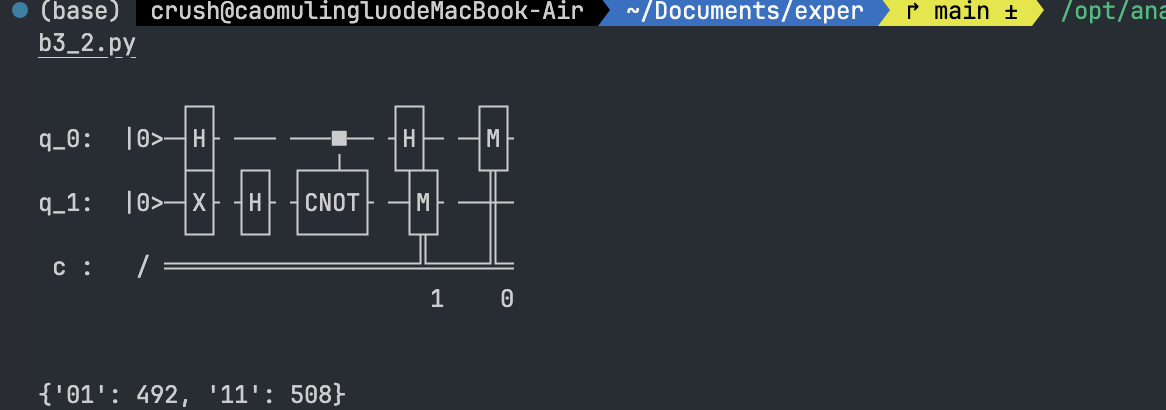 (base) crush@caomulingluodeMacBook-Air ~/Documents/exper ↱ main ± /opt/ana
b3_2.py
q_0: |0>─ H ■ H M
q_1: |0>─ X H CNOT M
c : /
1 0
{'01': 492, '11': 508}